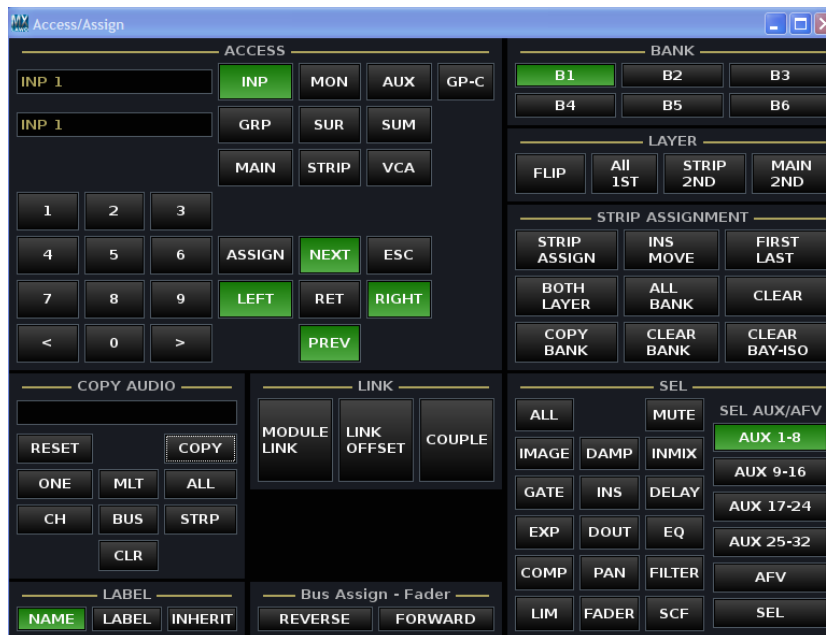 MX
Access/Assign
ACCESS
INP 1
INP MON AUX GP-C
INP 1
GRP SUR SUM
MAIN STRIP VCA
1 2 3
4 5 6 ASSIGN NEXT ESC
7 8 9 LEFT RET RIGHT
< 0 > PREV
BANK
B1 B2 B3
B4 B5 B6
LAYER
FLIP All 1ST STRIP 2ND MAIN 2ND
STRIP ASSIGNMENT
STRIP ASSIGN INS MOVE FIRST LAST
BOTH LAYER ALL BANK CLEAR
COPY BANK CLEAR BANK CLEAR BAY-ISO
COPY AUDIO
RESET COPY
ONE MLT ALL
CH BUS STRP
CLR
LINK
MODULE LINK LINK OFFSET COUPLE
SEL
ALL MUTE SEL AUX/AFV
IMAGE DAMP INMIX AUX 1-8
GATE INS DELAY AUX 9-16
EXP DOUT EQ AUX 17-24
COMP PAN FILTER AUX 25-32
LIM FADER SCF AFV
SEL
LABEL
NAME LABEL INHERIT
Bus Assign - Fader
REVERSE FORWARD